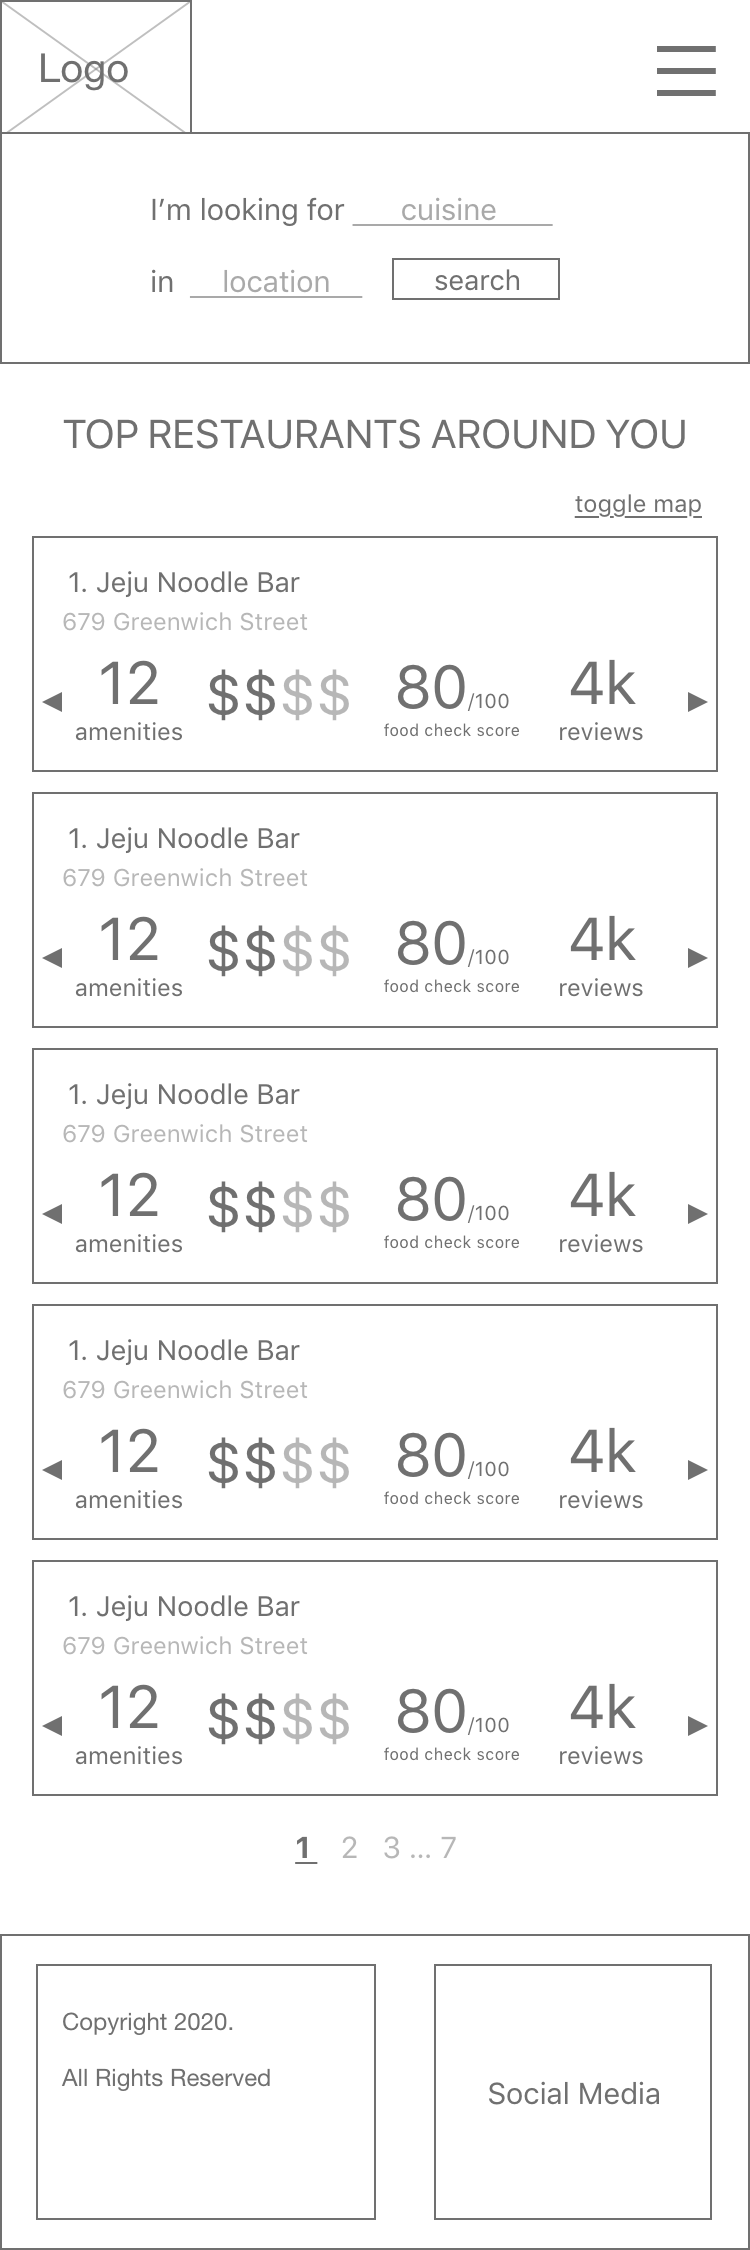 Logo
I’m looking for cuisine
in location search
TOP RESTAURANTS AROUND YOU
toggle map
1. Jeju Noodle Bar
679 Greenwich Street
12 $$$$ 80/100 4k
amenities food check score reviews
1. Jeju Noodle Bar
679 Greenwich Street
12 $$$$ 80/100 4k
amenities food check score reviews
1. Jeju Noodle Bar
679 Greenwich Street
12 $$$$ 80/100 4k
amenities food check score reviews
1. Jeju Noodle Bar
679 Greenwich Street
12 $$$$ 80/100 4k
amenities food check score reviews
1. Jeju Noodle Bar
679 Greenwich Street
12 $$$$ 80/100 4k
amenities food check score reviews
1 2 3 ... 7
Copyright 2020.
All Rights Reserved
Social Media